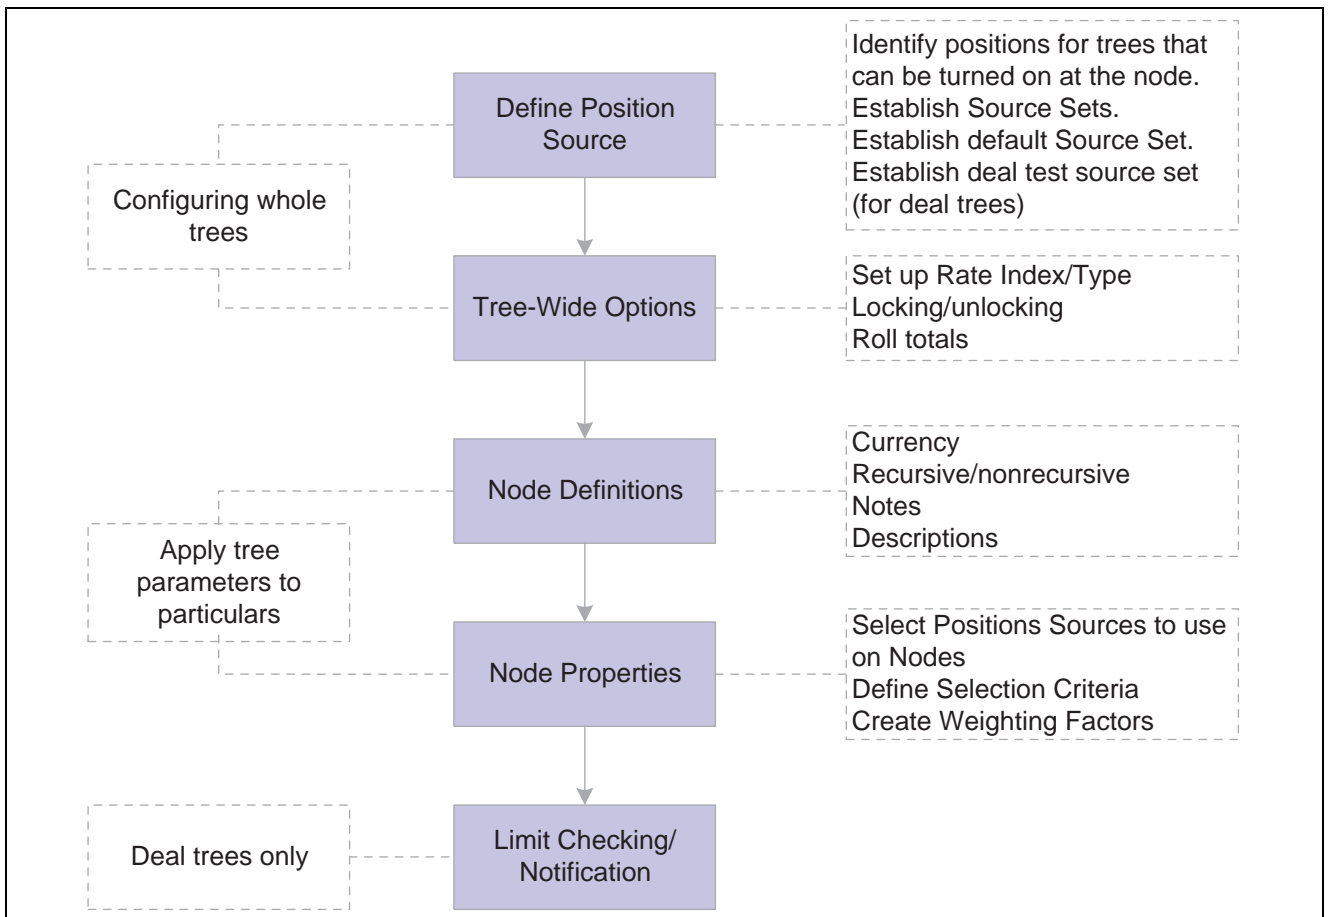 Define Position
Source
Identify positions for trees that
can be turned on at the node.
Establish Source Sets.
Establish default Source Set.
Establish deal test source set
(for deal trees)
Configuring whole
trees
Tree-Wide Options
Set up Rate Index/Type
Locking/unlocking
Roll totals
Node Definitions
Currency
Recursive/nonrecursive
Notes
Descriptions
Apply tree
parameters to
particulars
Node Properties
Select Positions Sources to use
on Nodes
Define Selection Criteria
Create Weighting Factors
Deal trees only
Limit Checking/
Notification